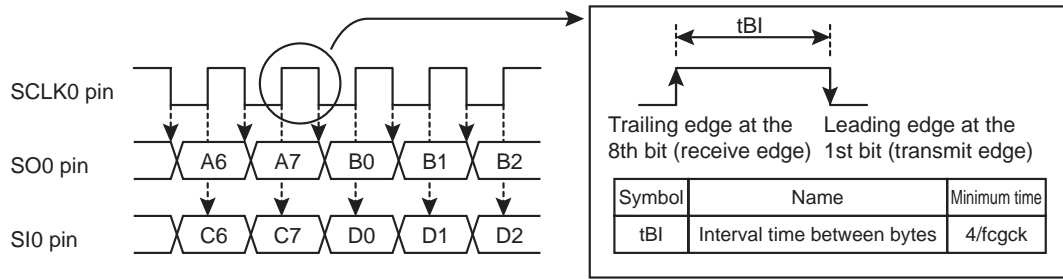 SCLK0 pin
SO0 pin
A6 A7 B0 B1 B2
SI0 pin
C6 C7 D0 D1 D2
tBI
Trailing edge at the
8th bit (receive edge)
Leading edge at the
1st bit (transmit edge)
Symbol Name Minimum time
tBI Interval time between bytes 4/fcgck